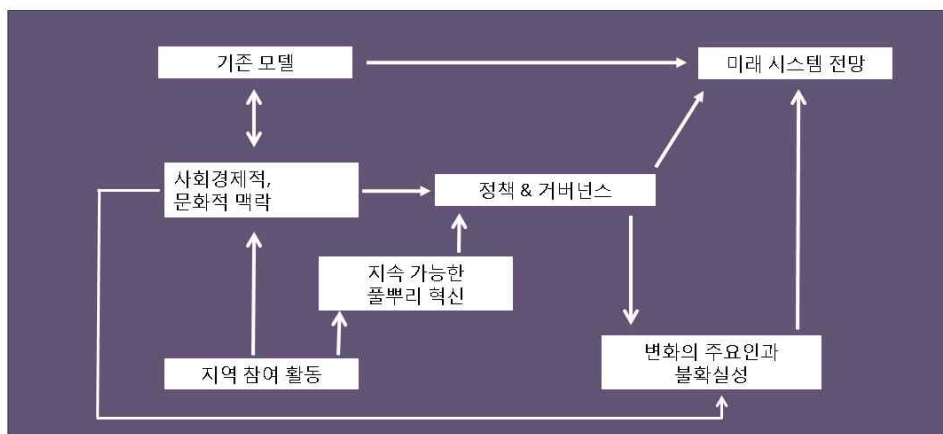 기존 모델
미래 시스템 전망
사회경제적,
문화적 맥락
정책 & 거버넌스
지속 가능한
풀뿌리 혁신
변화의 주요인과
불확실성
지역 참여 활동